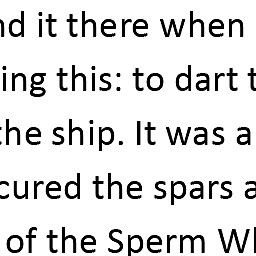 nd it there when
ing this: to dart t
the ship. It was a
cured the spars a
of the Sperm Wh